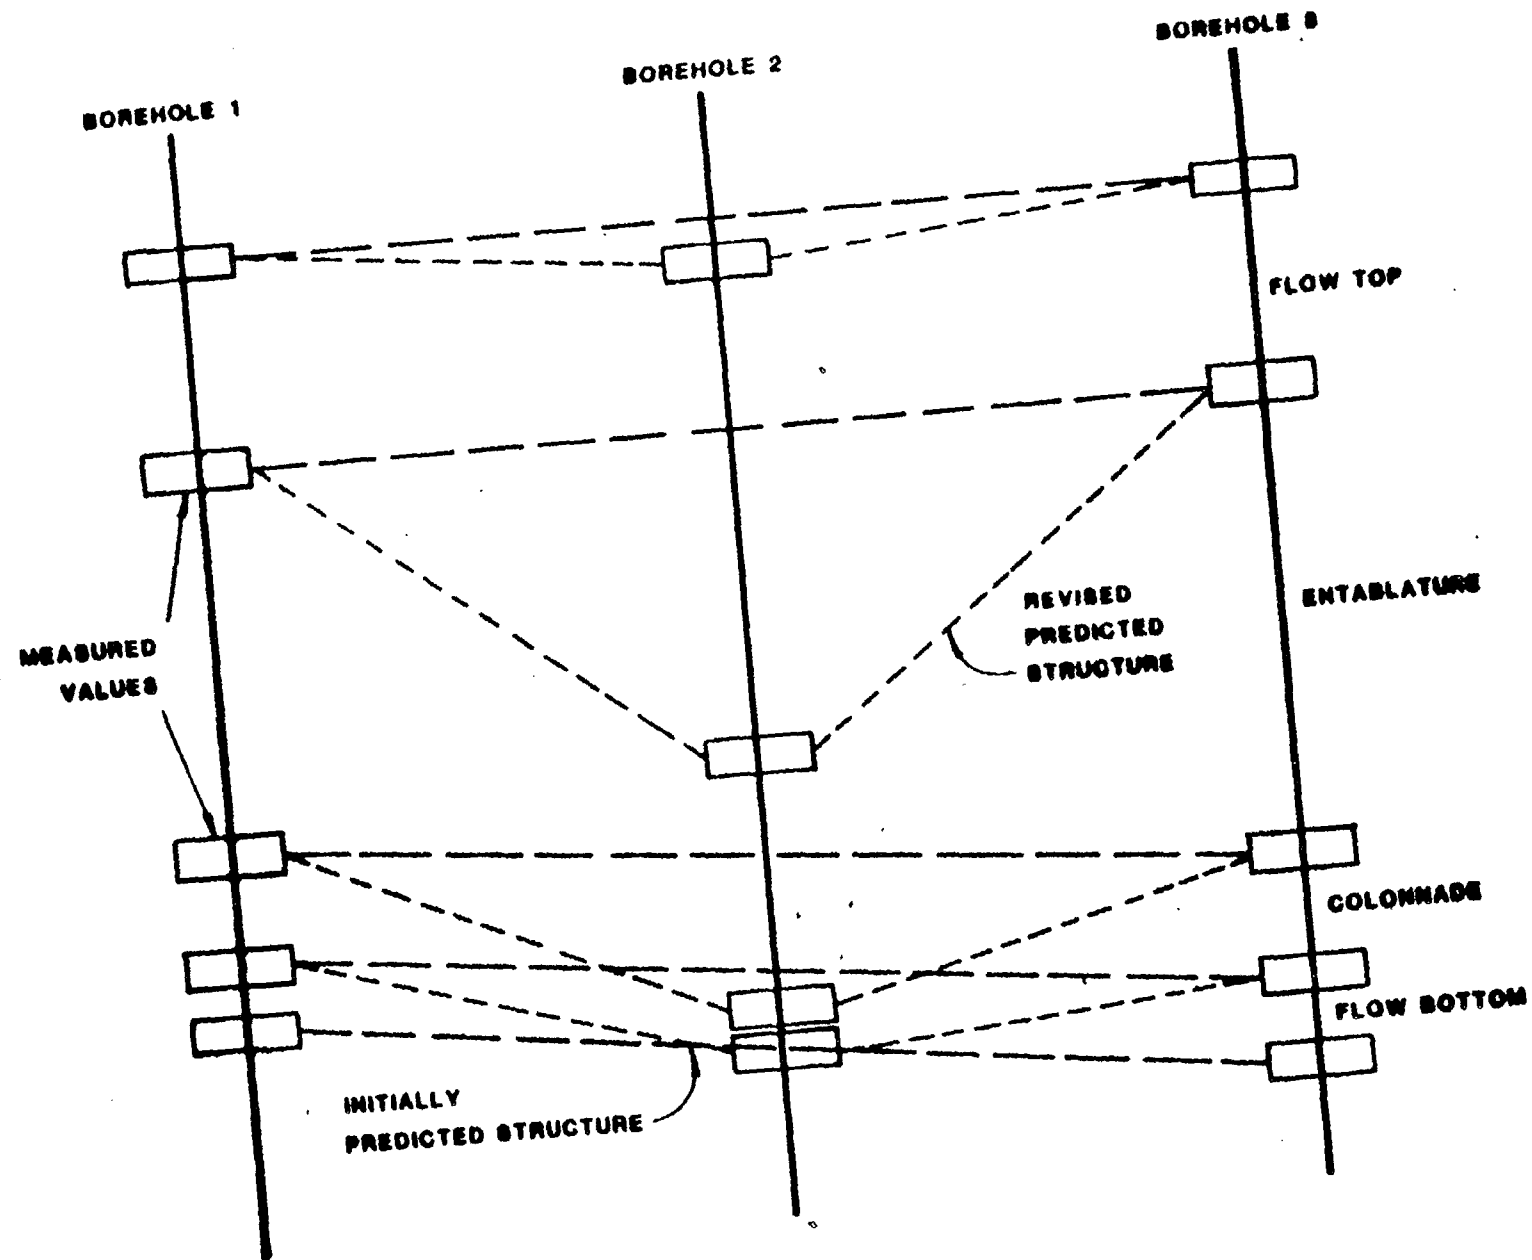 BOREHOLE 1
BOREHOLE 2
BOREHOLE 3
FLOW TOP
ENTABLATURE
REVISED
PREDICTED
STRUCTURE
MEASURED
VALUES
COLONNADE
FLOW BOTTOM
INITIALLY
PREDICTED STRUCTURE